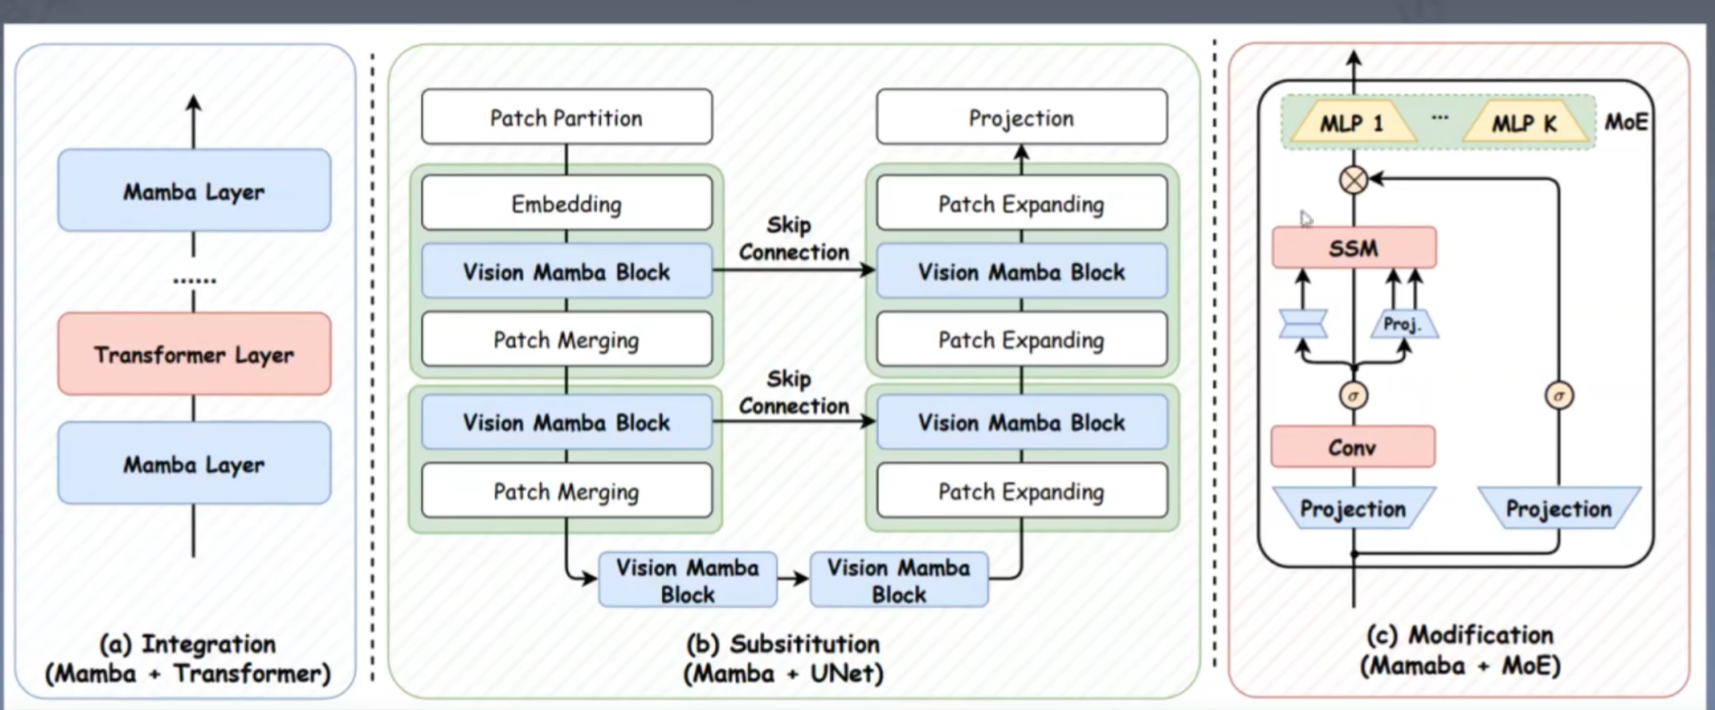 Mamba Layer
......
Transformer Layer
Mamba Layer
(a) Integration
(Mamba + Transformer)
Patch Partition
Embedding
Vision Mamba Block
Patch Merging
Vision Mamba Block
Patch Merging
Skip
Connection
Skip
Connection
Projection
Patch Expanding
Vision Mamba Block
Patch Expanding
Vision Mamba Block
Patch Expanding
Vision Mamba
Block
Vision Mamba
Block
(b) Subsititution
(Mamba + UNet)
MLP 1
...
MLP K
MoE
SSM
Proj.
σ
σ
Conv
Projection
Projection
(c) Modification
(Mamaba + MoE)